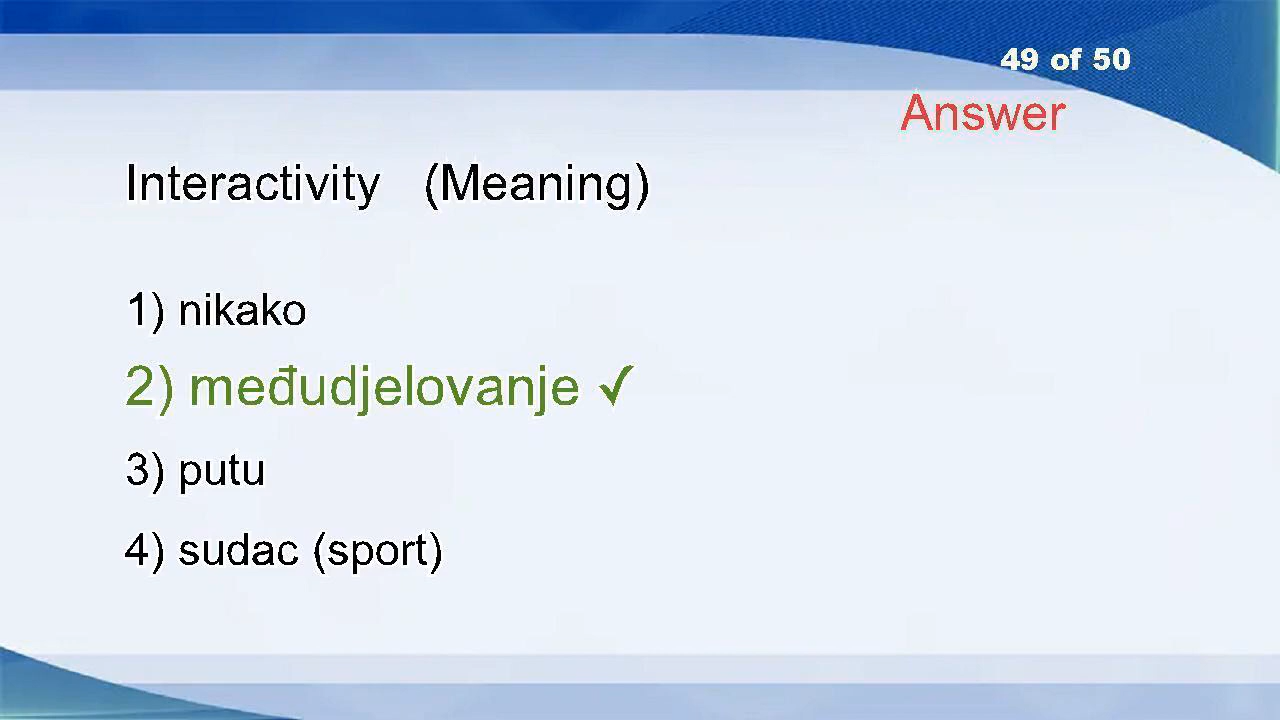 49 of 50
Answer
Interactivity (Meaning)
1) nikako
2) međudjelovanje ✓
3) putu
4) sudac (sport)